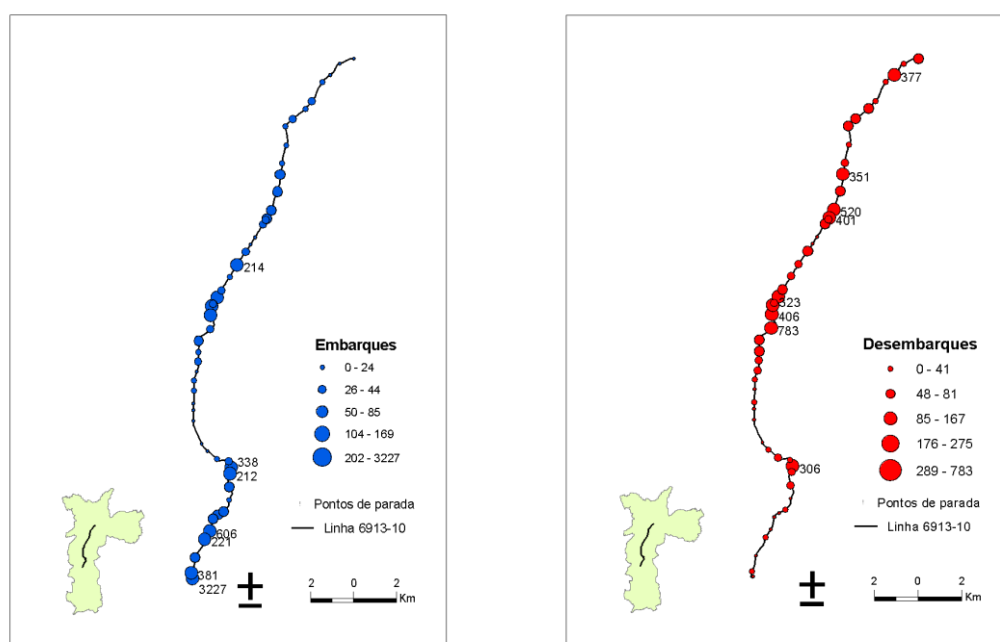 214
Embarques
0 - 24
26 - 44
50 - 85
104 - 169
202 - 3227
338
212
Pontos de parada
Linha 6913-10
606
221
381
3227
2 0 2
Km
377
351
520
401
323
406
783
Desembarques
0 - 41
48 - 81
85 - 167
176 - 275
289 - 783
306
Pontos de parada
Linha 6913-10
2 0 2
Km